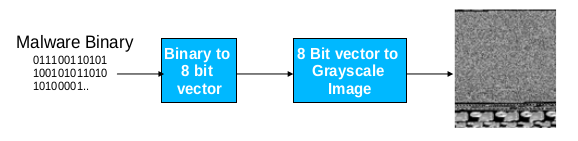 Malware Binary
011100110101
100101011010
10100001..
Binary to
8 bit
vector
8 Bit vector to
Grayscale
Image